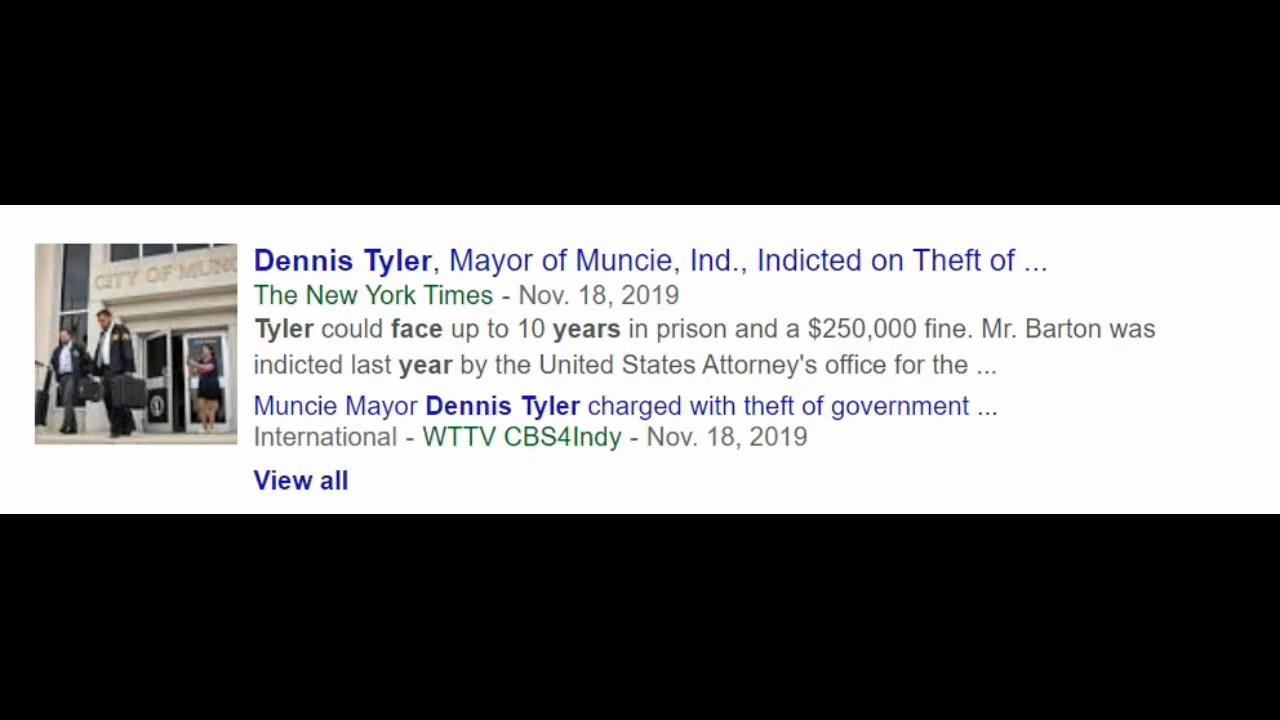 CITY OF MUNC
Dennis Tyler, Mayor of Muncie, Ind., Indicted on Theft of ...
The New York Times - Nov. 18, 2019
Tyler could face up to 10 years in prison and a $250,000 fine. Mr. Barton was
indicted last year by the United States Attorney's office for the ...
Muncie Mayor Dennis Tyler charged with theft of government ...
International - WTTV CBS4Indy - Nov. 18, 2019
View all